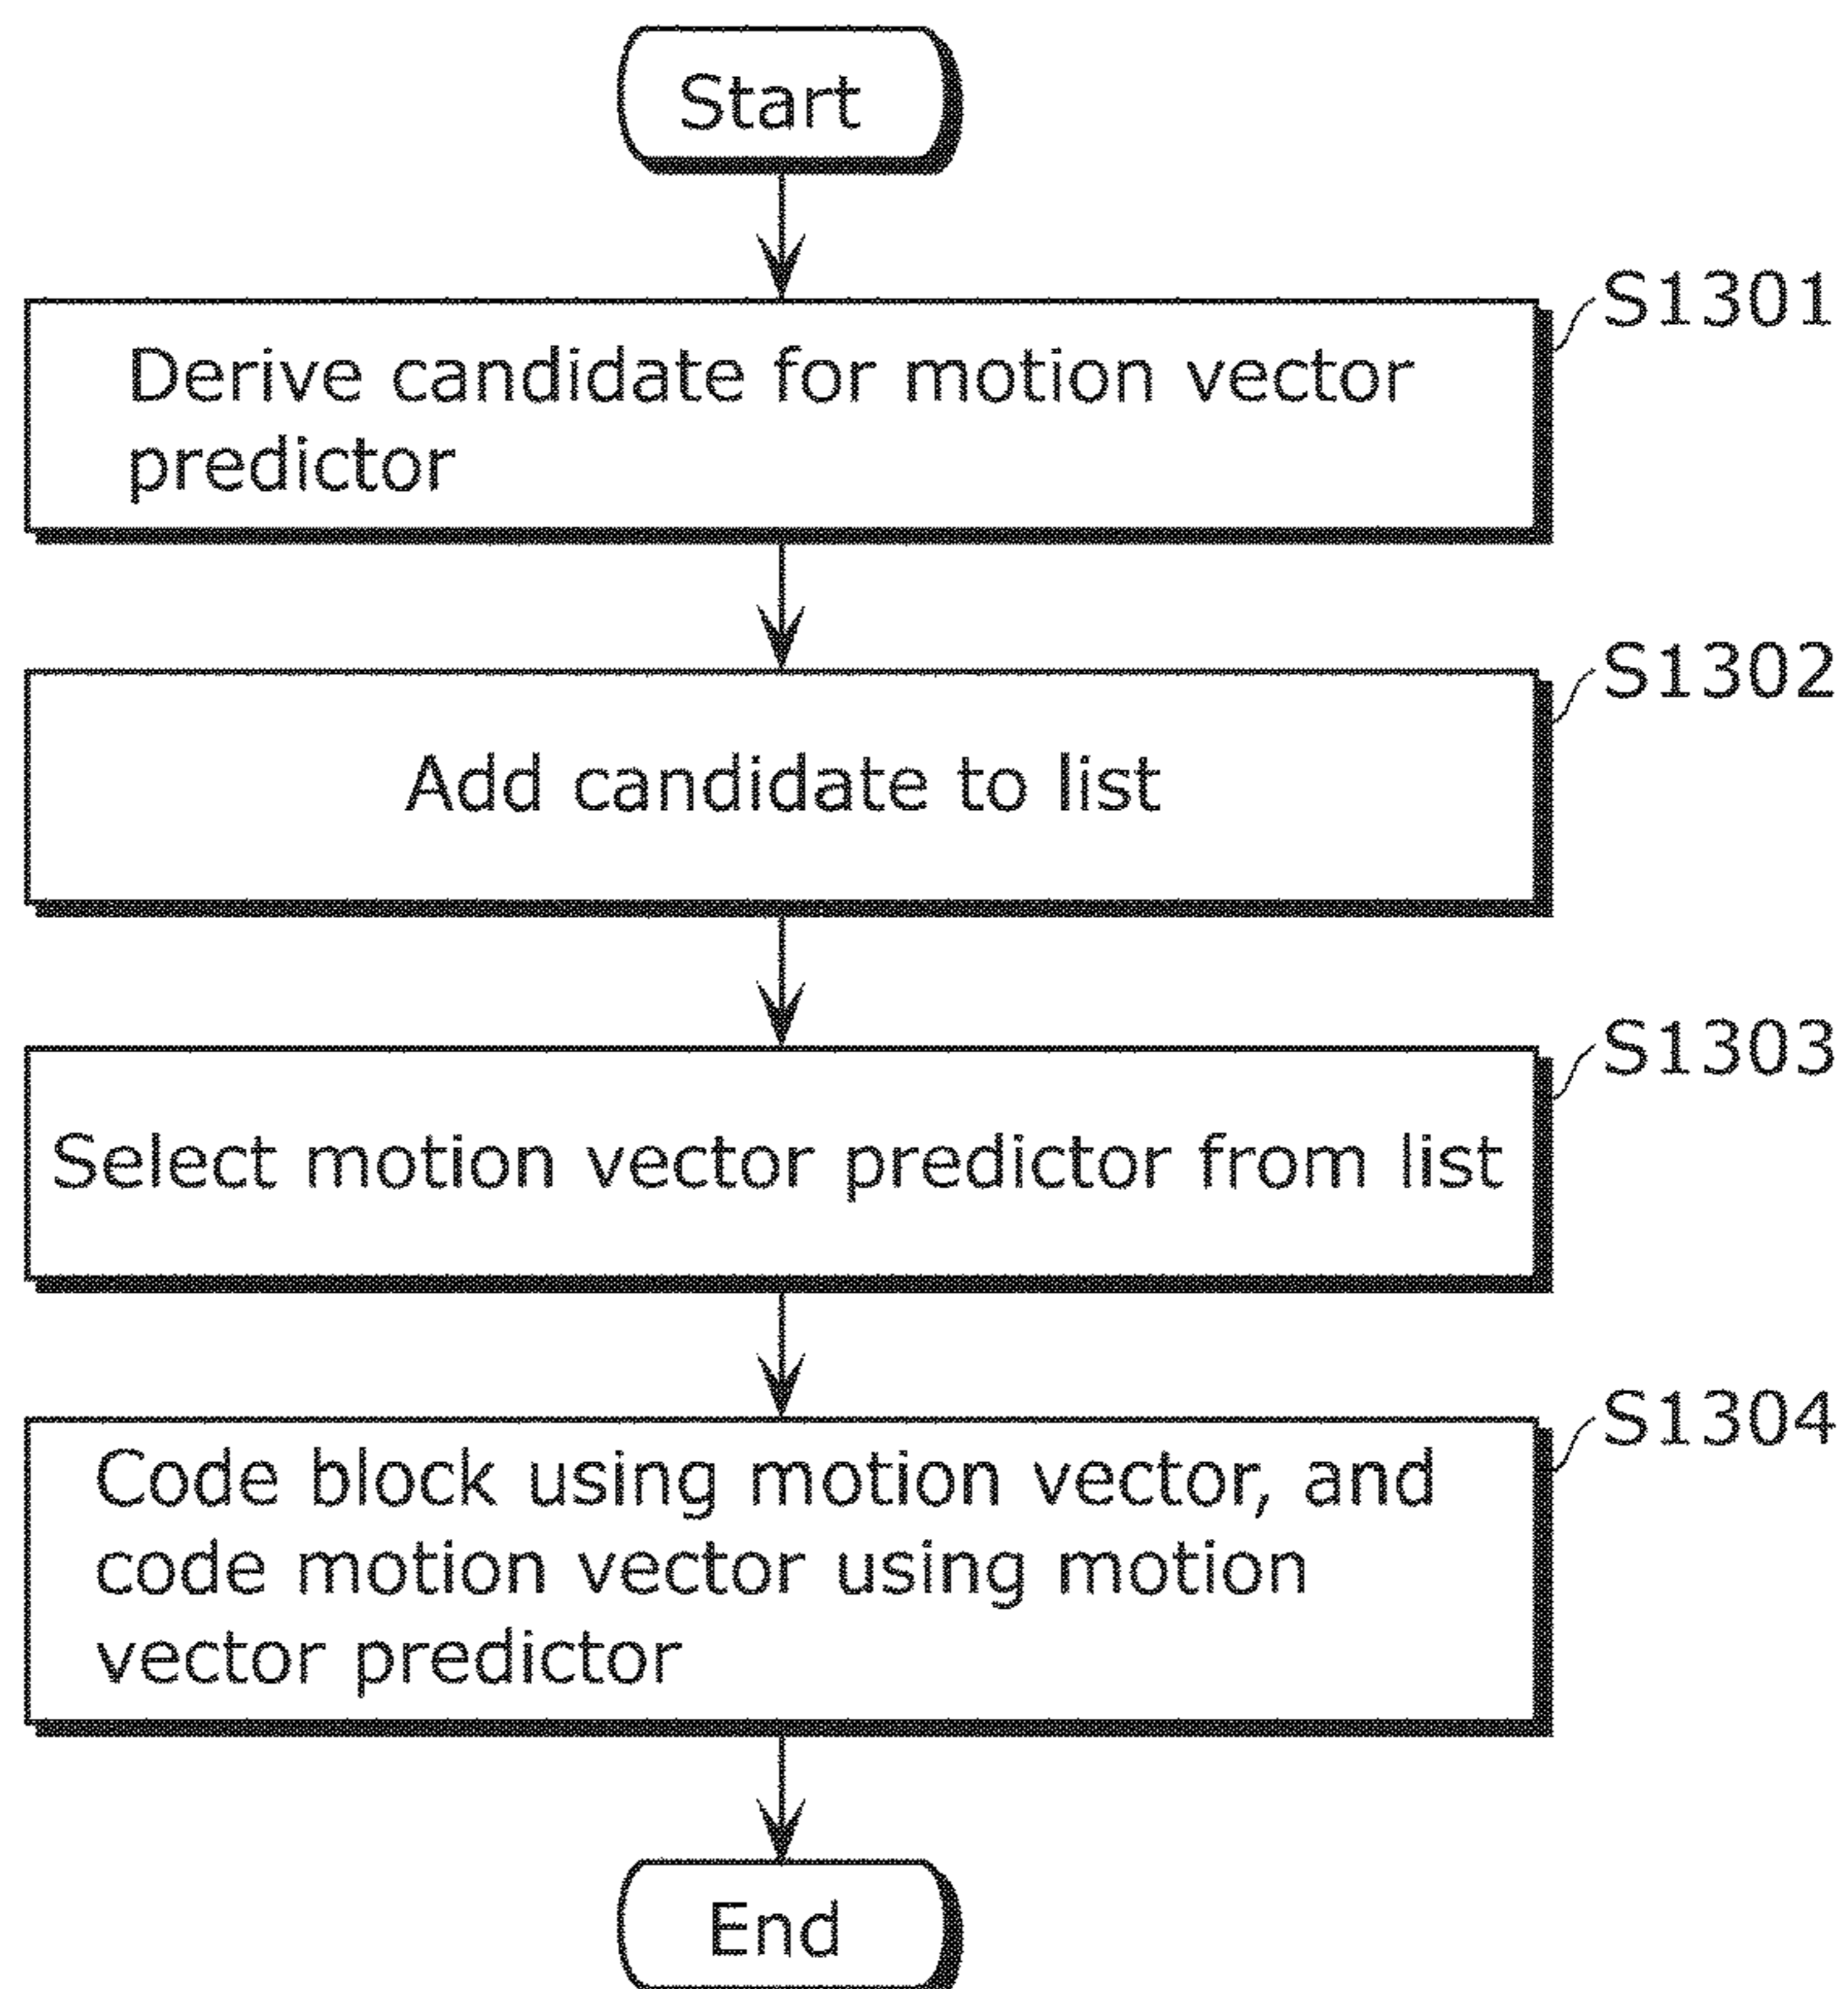 Start
S1301
Derive candidate for motion vector
predictor
S1302
Add candidate to list
S1303
Select motion vector predictor from list
S1304
Code block using motion vector, and
code motion vector using motion
vector predictor
End